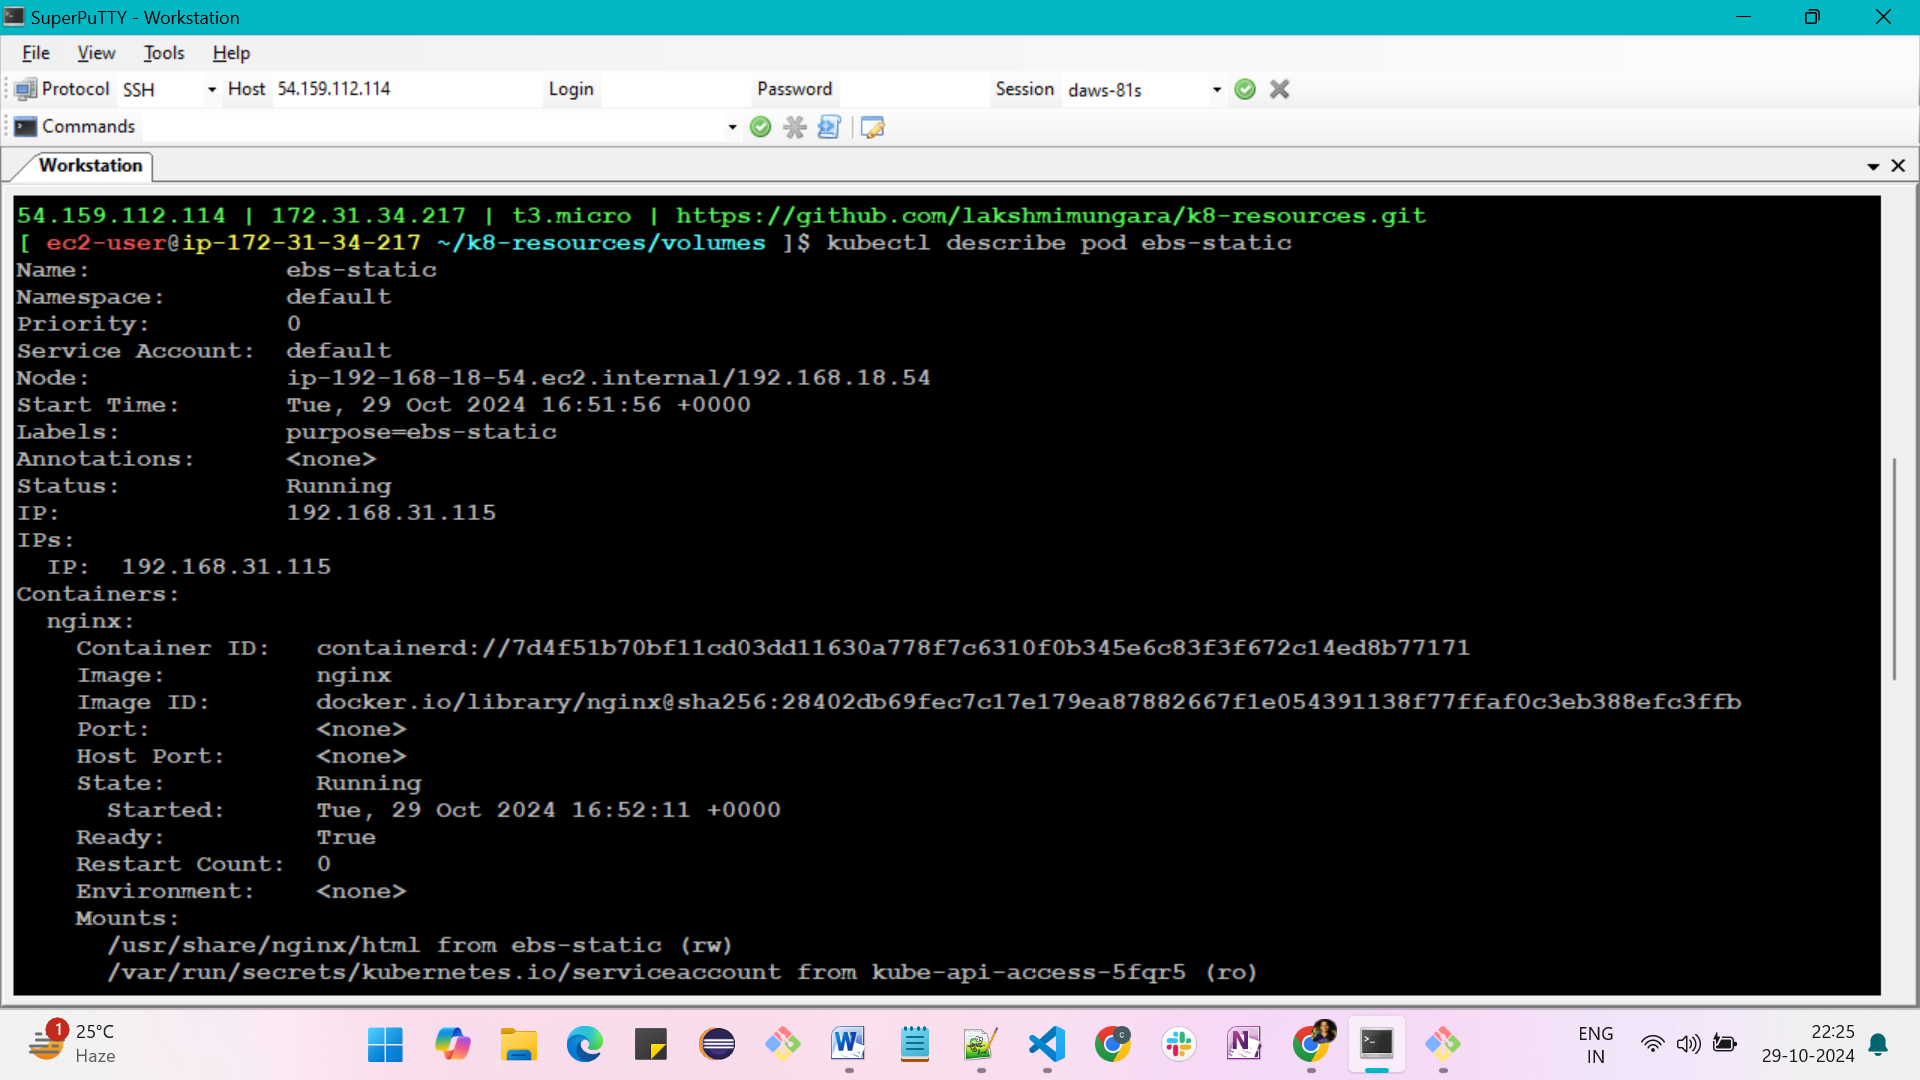 SuperPuTTY - Workstation
File View Tools Help
Protocol SSH Host 54.159.112.114 Login Password Session daws-81s
Commands
Workstation
54.159.112.114 | 172.31.34.217 | t3.micro | https://github.com/lakshmimungara/k8-resources.git
[ ec2-user@ip-172-31-34-217 ~/k8-resources/volumes ]$ kubectl describe pod ebs-static
Name: ebs-static
Namespace: default
Priority: 0
Service Account: default
Node: ip-192-168-18-54.ec2.internal/192.168.18.54
Start Time: Tue, 29 Oct 2024 16:51:56 +0000
Labels: purpose=ebs-static
Annotations: <none>
Status: Running
IP: 192.168.31.115
IPs:
IP: 192.168.31.115
Containers:
nginx:
Container ID: containerd://7d4f51b70bf11cd03dd11630a778f7c6310f0b345e6c83f3f672c14ed8b77171
Image: nginx
Image ID: docker.io/library/nginx@sha256:28402db69fec7c17e179ea87882667f1e054391138f77ffaf0c3eb388efc3ffb
Port: <none>
Host Port: <none>
State: Running
Started: Tue, 29 Oct 2024 16:52:11 +0000
Ready: True
Restart Count: 0
Environment: <none>
Mounts:
/usr/share/nginx/html from ebs-static (rw)
/var/run/secrets/kubernetes.io/serviceaccount from kube-api-access-5fqr5 (ro)
1
25°C
Haze
ENG
IN
22:25
29-10-2024